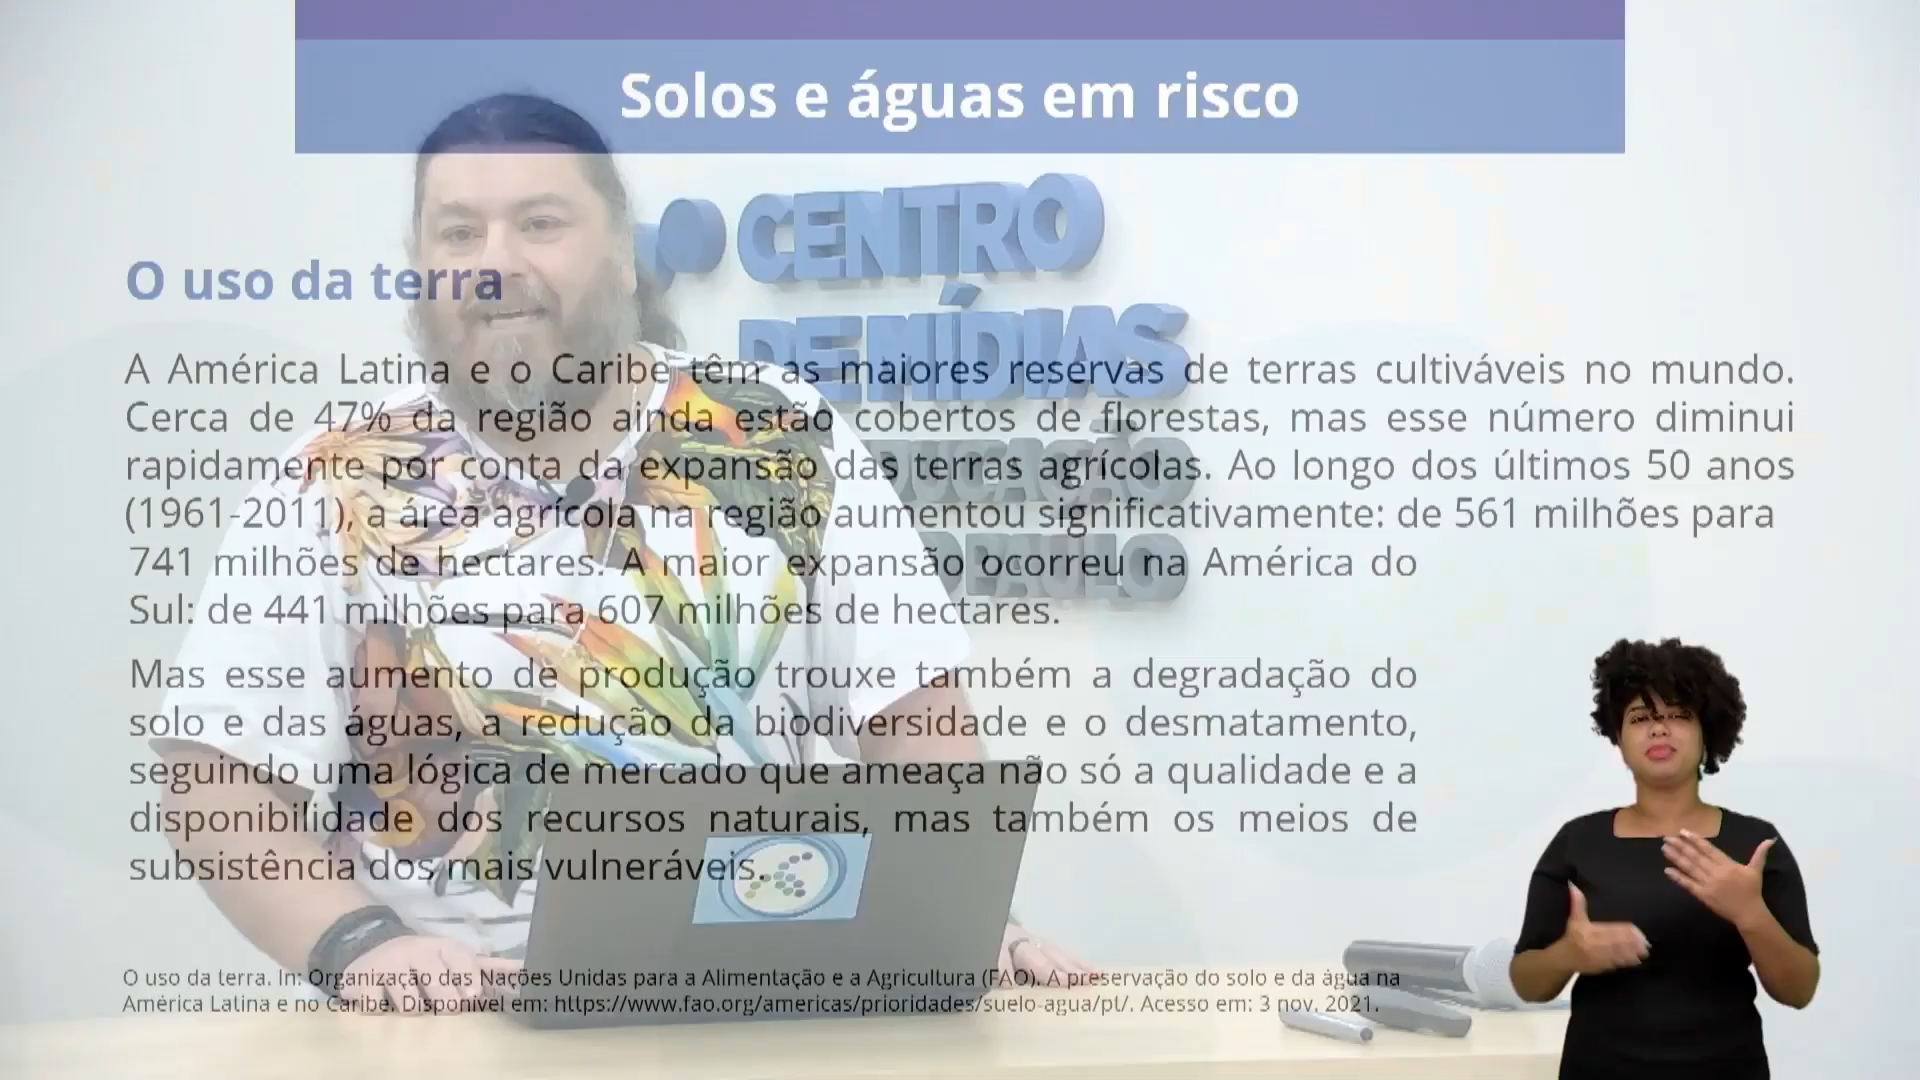 Solos e águas em risco
CENTRO
DE MÍDIAS
O uso da terra
A América Latina e o Caribe têm as maiores reservas de terras cultiváveis no mundo.
Cerca de 47% da região ainda estão cobertos de florestas, mas esse número diminui
rapidamente por conta da expansão das terras agrícolas. Ao longo dos últimos 50 anos
(1961-2011), a área agrícola na região aumentou significativamente: de 561 milhões para
741 milhões de hectares. A maior expansão ocorreu na América do
Sul: de 441 milhões para 607 milhões de hectares.
Mas esse aumento de produção trouxe também a degradação do
solo e das águas, a redução da biodiversidade e o desmatamento,
seguindo uma lógica de mercado que ameaça não só a qualidade e a
disponibilidade dos recursos naturais, mas também os meios de
subsistência dos mais vulneráveis.
O uso da terra. In: Organização das Nações Unidas para a Alimentação e a Agricultura (FAO). A preservação do solo e da água na
América Latina e no Caribe. Disponível em: https://www.fao.org/americas/prioridades/suelo-agua/pt/. Acesso em: 3 nov. 2021.